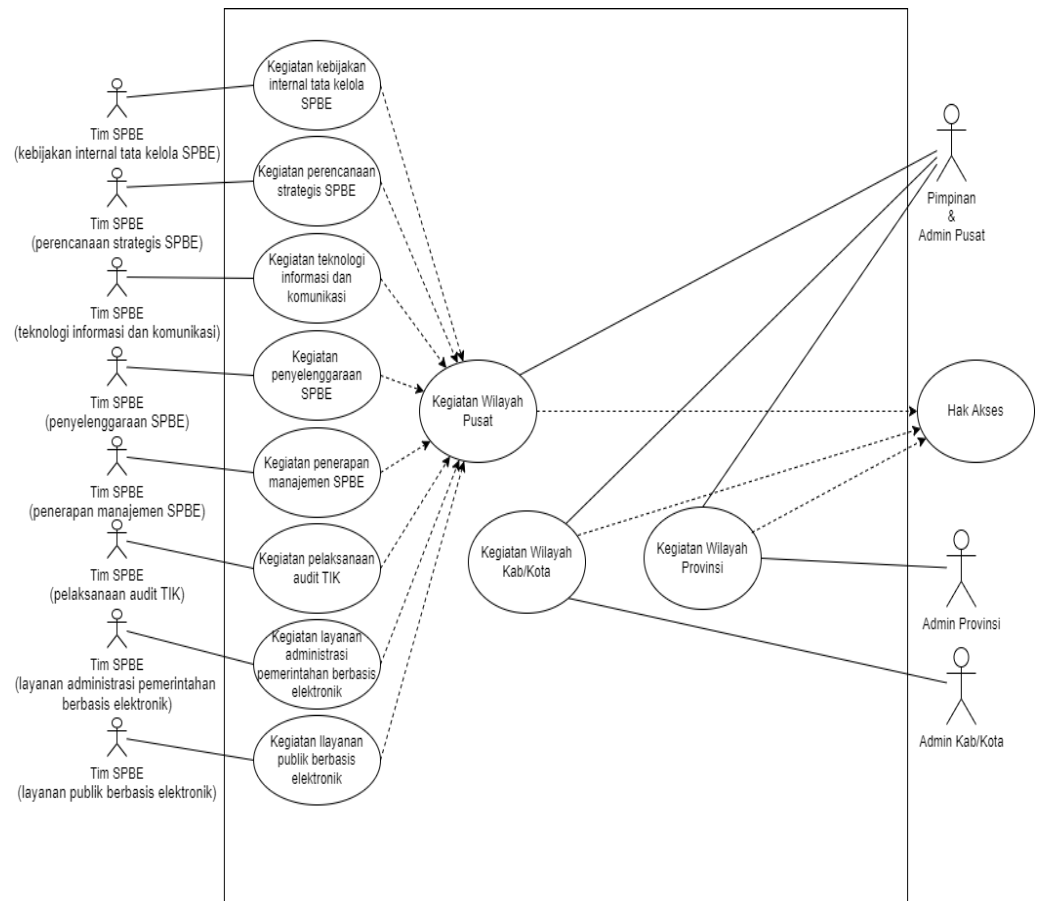 Tim SPBE
(kebijakan internal tata kelola SPBE)
Tim SPBE
(perencanaan strategis SPBE)
Tim SPBE
(teknologi informasi dan komunikasi)
Tim SPBE
(penyelenggaraan SPBE)
Tim SPBE
(penerapan manajemen SPBE)
Tim SPBE
(pelaksanaan audit TIK)
Tim SPBE
(layanan administrasi pemerintahan
berbasis elektronik)
Tim SPBE
(layanan publik berbasis elektronik)
Kegiatan kebijakan
internal tata kelola
SPBE
Kegiatan perencanaan
strategis SPBE
Kegiatan teknologi
informasi dan
komunikasi
Kegiatan
penyelenggaraan
SPBE
Kegiatan penerapan
manajemen SPBE
Kegiatan pelaksanaan
audit TIK
Kegiatan layanan
administrasi
pemerintahan berbasis
elektronik
Kegiatan llayanan
publik berbasis
elektronik
Kegiatan Wilayah
Pusat
Kegiatan Wilayah
Kab/Kota
Kegiatan Wilayah
Provinsi
Pimpinan
&
Admin Pusat
Hak Akses
Admin Provinsi
Admin Kab/Kota